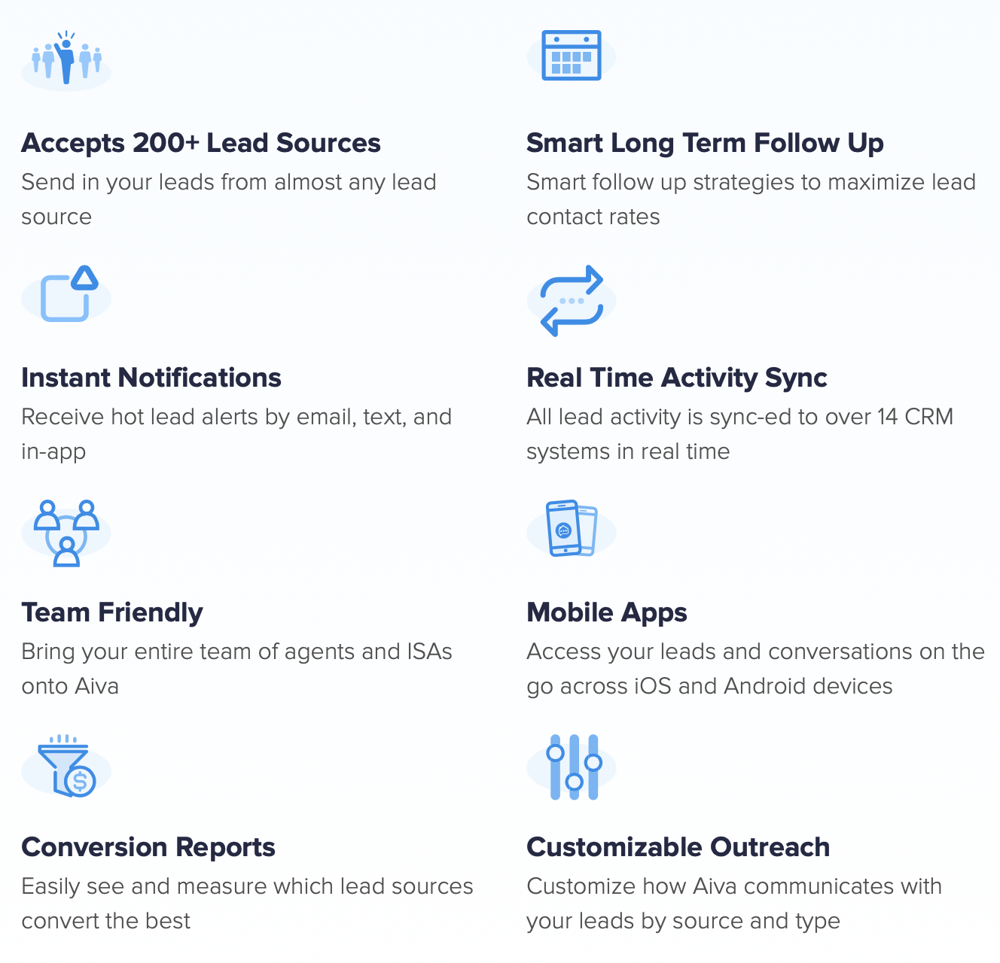 Accepts 200+ Lead Sources
Send in your leads from almost any lead
source
Smart Long Term Follow Up
Smart follow up strategies to maximize lead
contact rates
Instant Notifications
Receive hot lead alerts by email, text, and
in-app
Real Time Activity Sync
All lead activity is sync-ed to over 14 CRM
systems in real time
Team Friendly
Bring your entire team of agents and ISAs
onto Aiva
Mobile Apps
Access your leads and conversations on the
go across iOS and Android devices
$
Conversion Reports
Easily see and measure which lead sources
convert the best
Customizable Outreach
Customize how Aiva communicates with
your leads by source and type